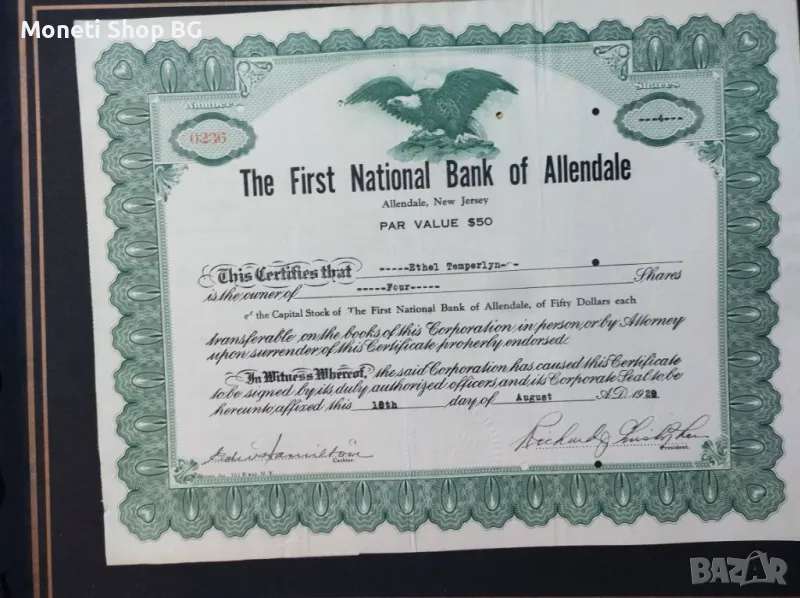 Moneti Shop BG
Number
0236
Shares
---4---
The First National Bank of Allendale
Allendale, New Jersey
PAR VALUE $50
This Certifies that -----Ethel Temperlyn--
is the owner of -----Four----- Shares
of the Capital Stock of The First National Bank of Allendale, of Fifty Dollars each
transferable on the books of this Corporation in person or by Attorney
upon surrender of this Certificate properly endorsed.
In Witness Whereof, the said Corporation has caused this Certificate
to be signed by its duly authorized officers and its Corporate Seal to be
hereunto affixed this 18th day of August A.D. 1929
Hamilton
Cashier.
Richard
President.
N.Y.
BAZAR